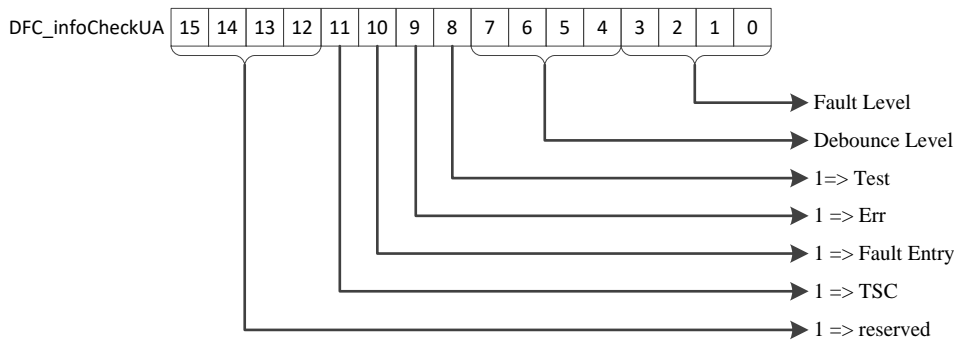 DFC_infoCheckUA 15 14 13 12 11 10 9 8 7 6 5 4 3 2 1 0
Fault Level
Debounce Level
1=> Test
1 => Err
1 => Fault Entry
1 => TSC
1 => reserved